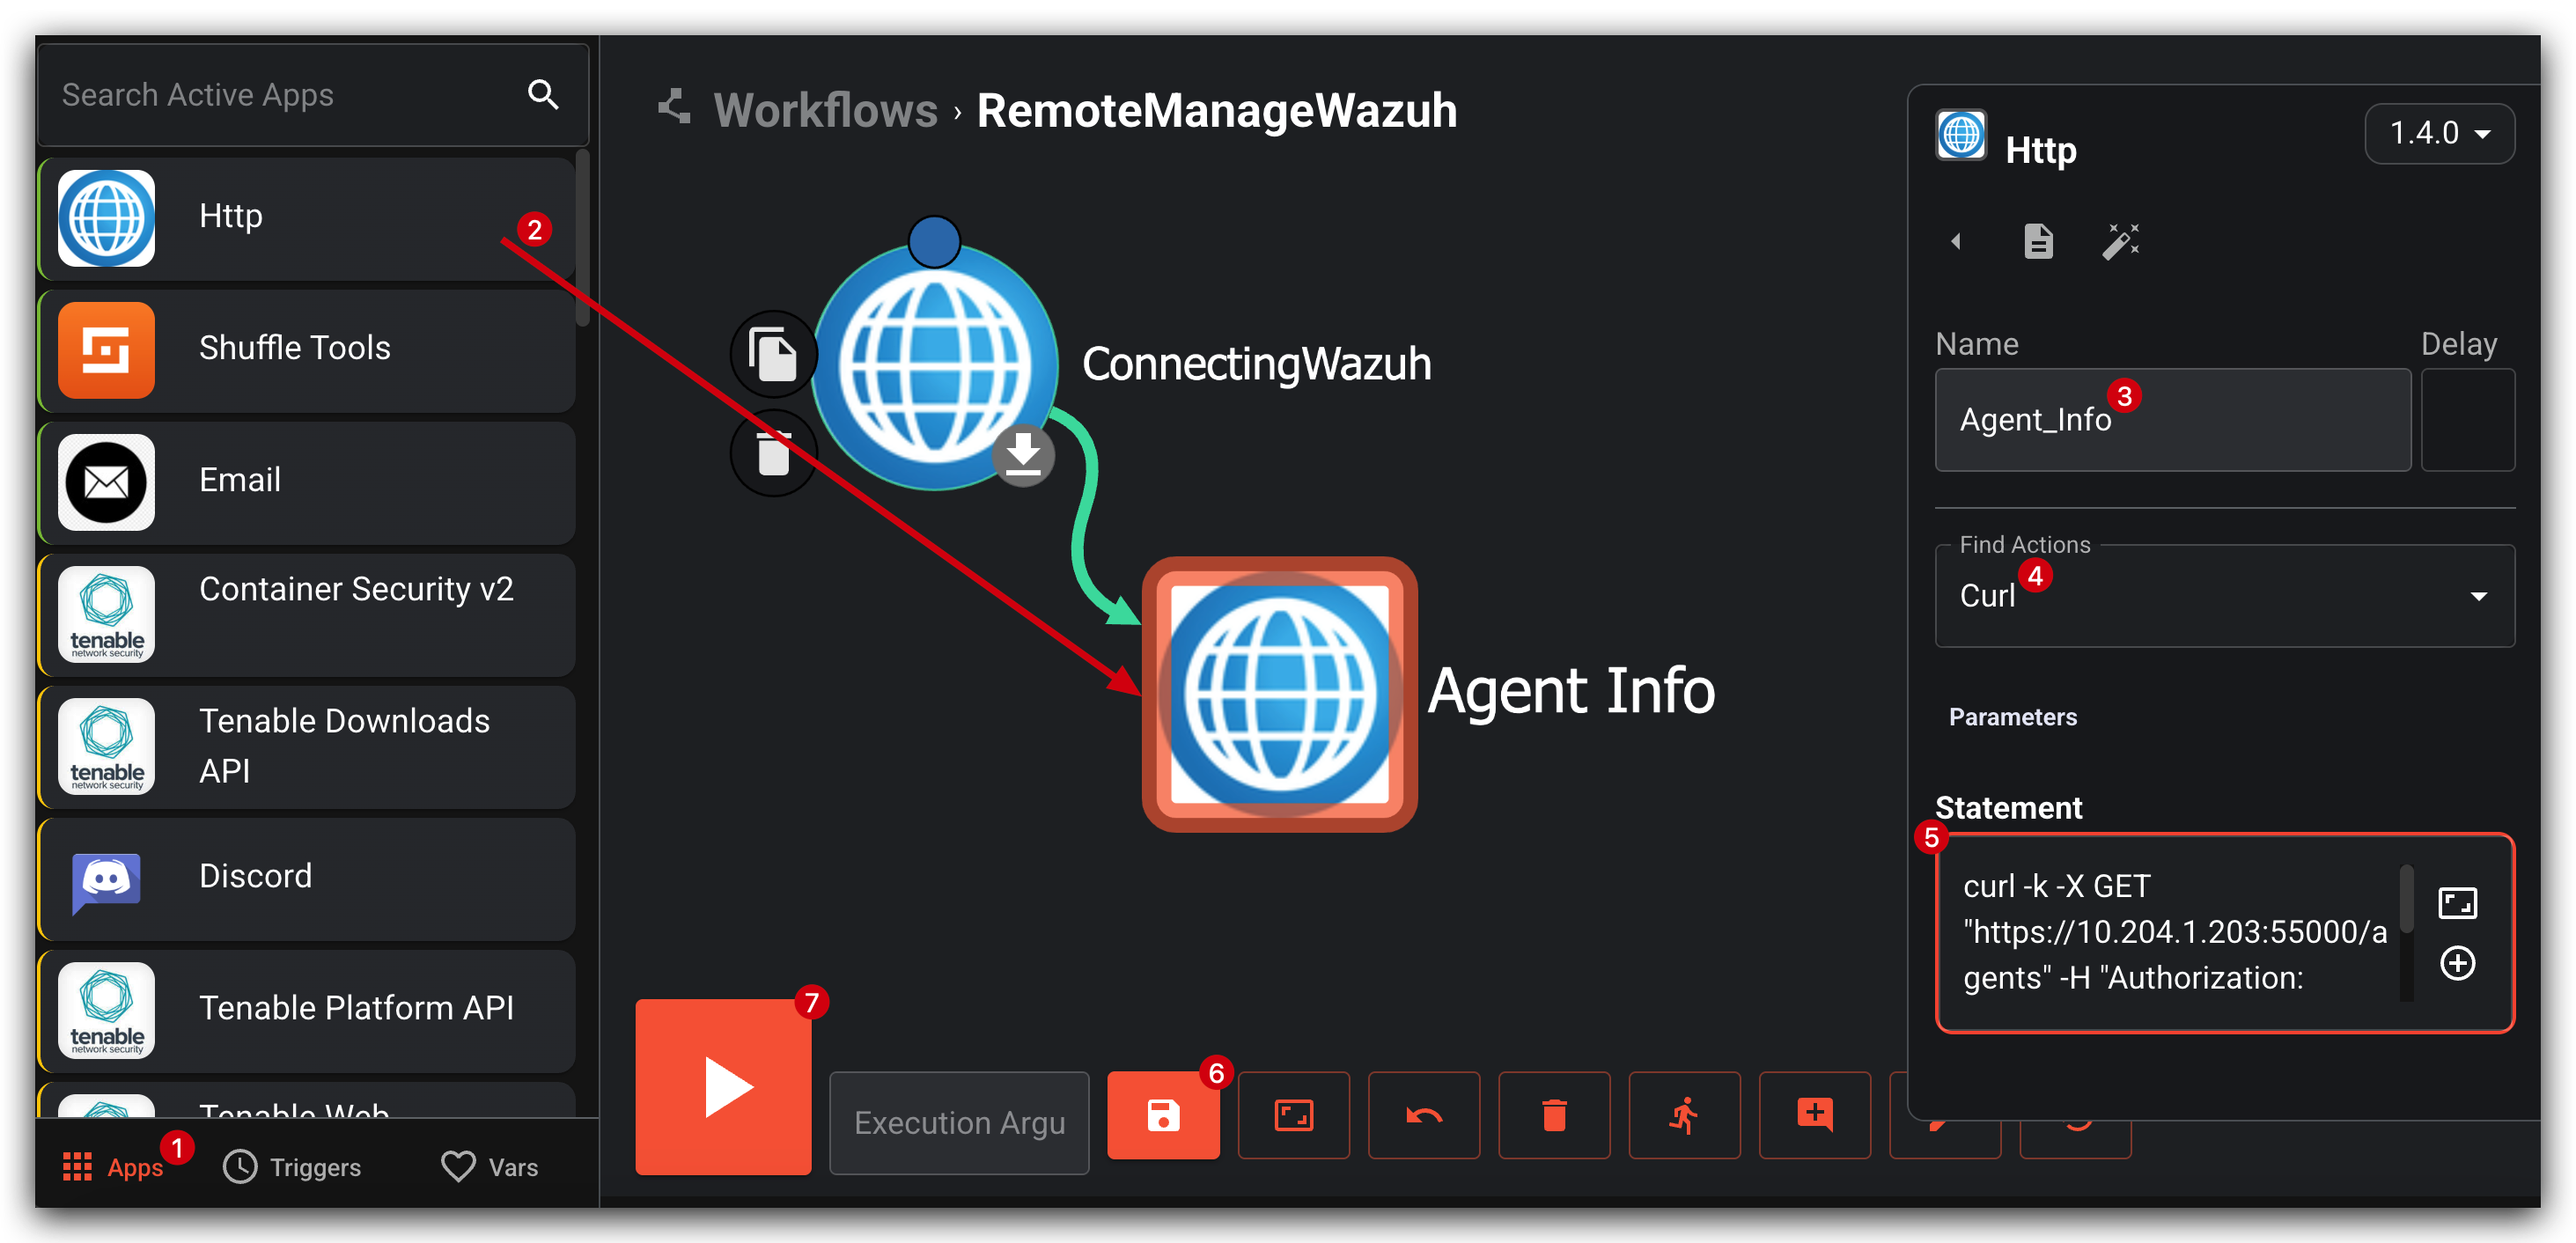 Search Active Apps
Http
2
Shuffle Tools
Email
Container Security v2
tenable
network security
Tenable Downloads
API
tenable
network security
Discord
Tenable Platform API
tenable
network security
Tenable Web
Apps
1
Triggers
Vars
Workflows › RemoteManageWazuh
ConnectingWazuh
Agent Info
7
Execution Argu
6
Http
1.4.0
Name
Delay
Agent_Info
3
Find Actions
Curl
4
Parameters
Statement
5
curl -k -X GET
"https://10.204.1.203:55000/a
gents" -H "Authorization: